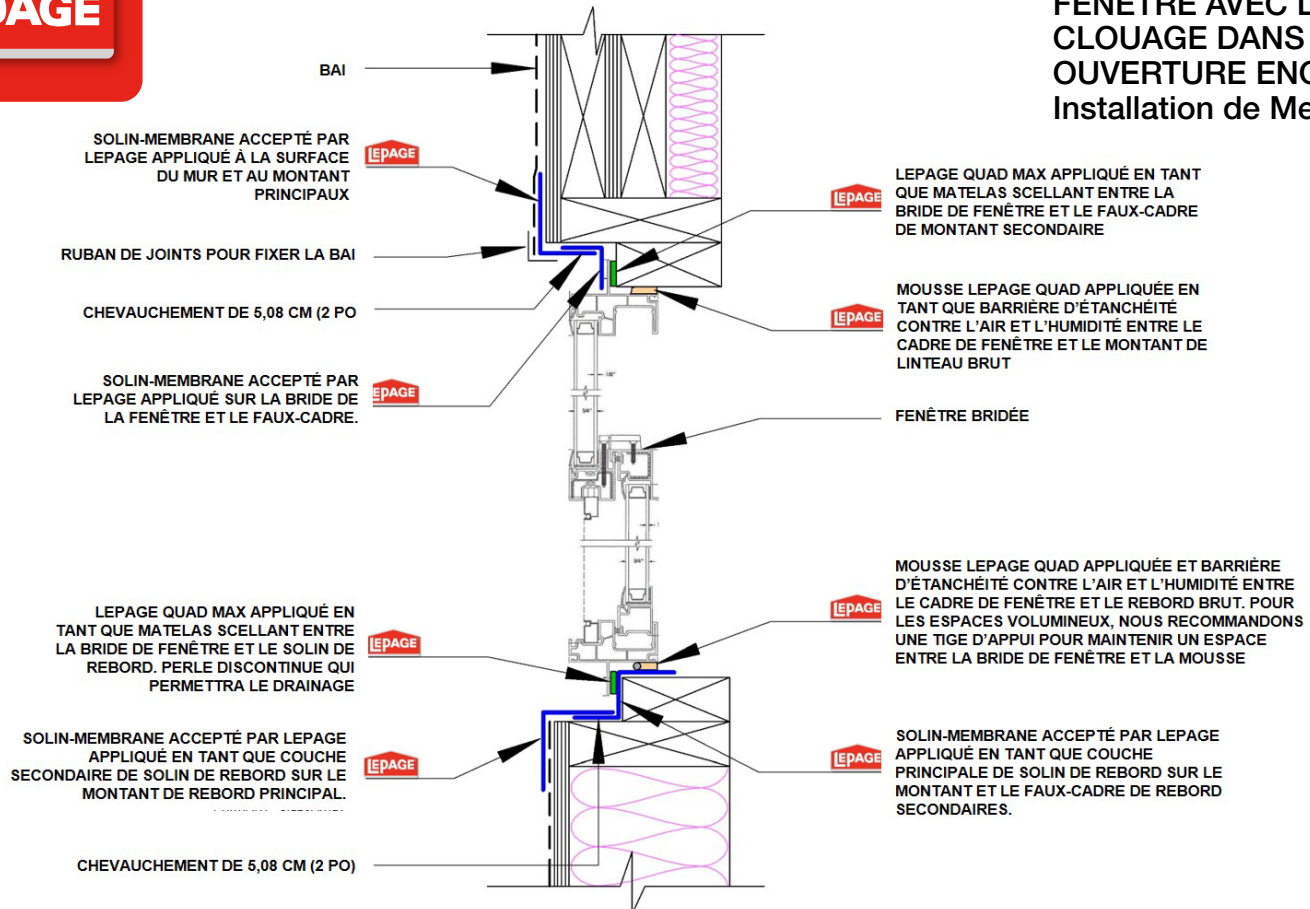 PAGE
FENÊTRE AVEC
CLOUAGE DANS
OUVERTURE
Installation de
BAI
SOLIN-MEMBRANE ACCEPTÉ PAR
LEPAGE APPLIQUÉ À LA SURFACE
DU MUR ET AU MONTANT
PRINCIPAUX
LEPAGE
RUBAN DE JOINTS POUR FIXER LA BAI
CHEVAUCHEMENT DE 5,08 CM (2 PO
SOLIN-MEMBRANE ACCEPTÉ PAR
LEPAGE APPLIQUÉ SUR LA BRIDE DE
LA FENÊTRE ET LE FAUX-CADRE.
EPAGE
LEPAGE QUAD MAX APPLIQUÉ EN
TANT QUE MATELAS SCELLANT ENTRE
LA BRIDE DE FENÊTRE ET LE SOLIN DE
REBORD. PERLE DISCONTINUE QUI
PERMETTRA LE DRAINAGE
LEPAGE
SOLIN-MEMBRANE ACCEPTÉ PAR LEPAGE
APPLIQUÉ EN TANT QUE COUCHE
SECONDAIRE DE SOLIN DE REBORD SUR LE
MONTANT DE REBORD PRINCIPAL.
LEPAGE
CHEVAUCHEMENT DE 5,08 CM (2 PO)
LEPAGE
LEPAGE QUAD MAX APPLIQUÉ EN TANT
QUE MATELAS SCELLANT ENTRE LA
BRIDE DE FENÊTRE ET LE FAUX-CADRE
DE MONTANT SECONDAIRE
LEPAGE
MOUSSE LEPAGE QUAD APPLIQUÉE EN
TANT QUE BARRIÈRE D'ÉTANCHÉITÉ
CONTRE L'AIR ET L'HUMIDITÉ ENTRE LE
CADRE DE FENÊTRE ET LE MONTANT DE
LINTEAU BRUT
FENÊTRE BRIDÉE
LEPAGE
MOUSSE LEPAGE QUAD APPLIQUÉE ET BARRIÈRE
D'ÉTANCHÉITÉ CONTRE L'AIR ET L'HUMIDITÉ ENTRE
LE CADRE DE FENÊTRE ET LE REBORD BRUT. POUR
LES ESPACES VOLUMINEUX, NOUS RECOMMANDONS
UNE TIGE D'APPUI POUR MAINTENIR UN ESPACE
ENTRE LA BRIDE DE FENÊTRE ET LA MOUSSE
LEPAGE
SOLIN-MEMBRANE ACCEPTÉ PAR LEPAGE
APPLIQUÉ EN TANT QUE COUCHE
PRINCIPALE DE SOLIN DE REBORD SUR LE
MONTANT ET LE FAUX-CADRE DE REBORD
SECONDAIRES.
3/4"
3/4"